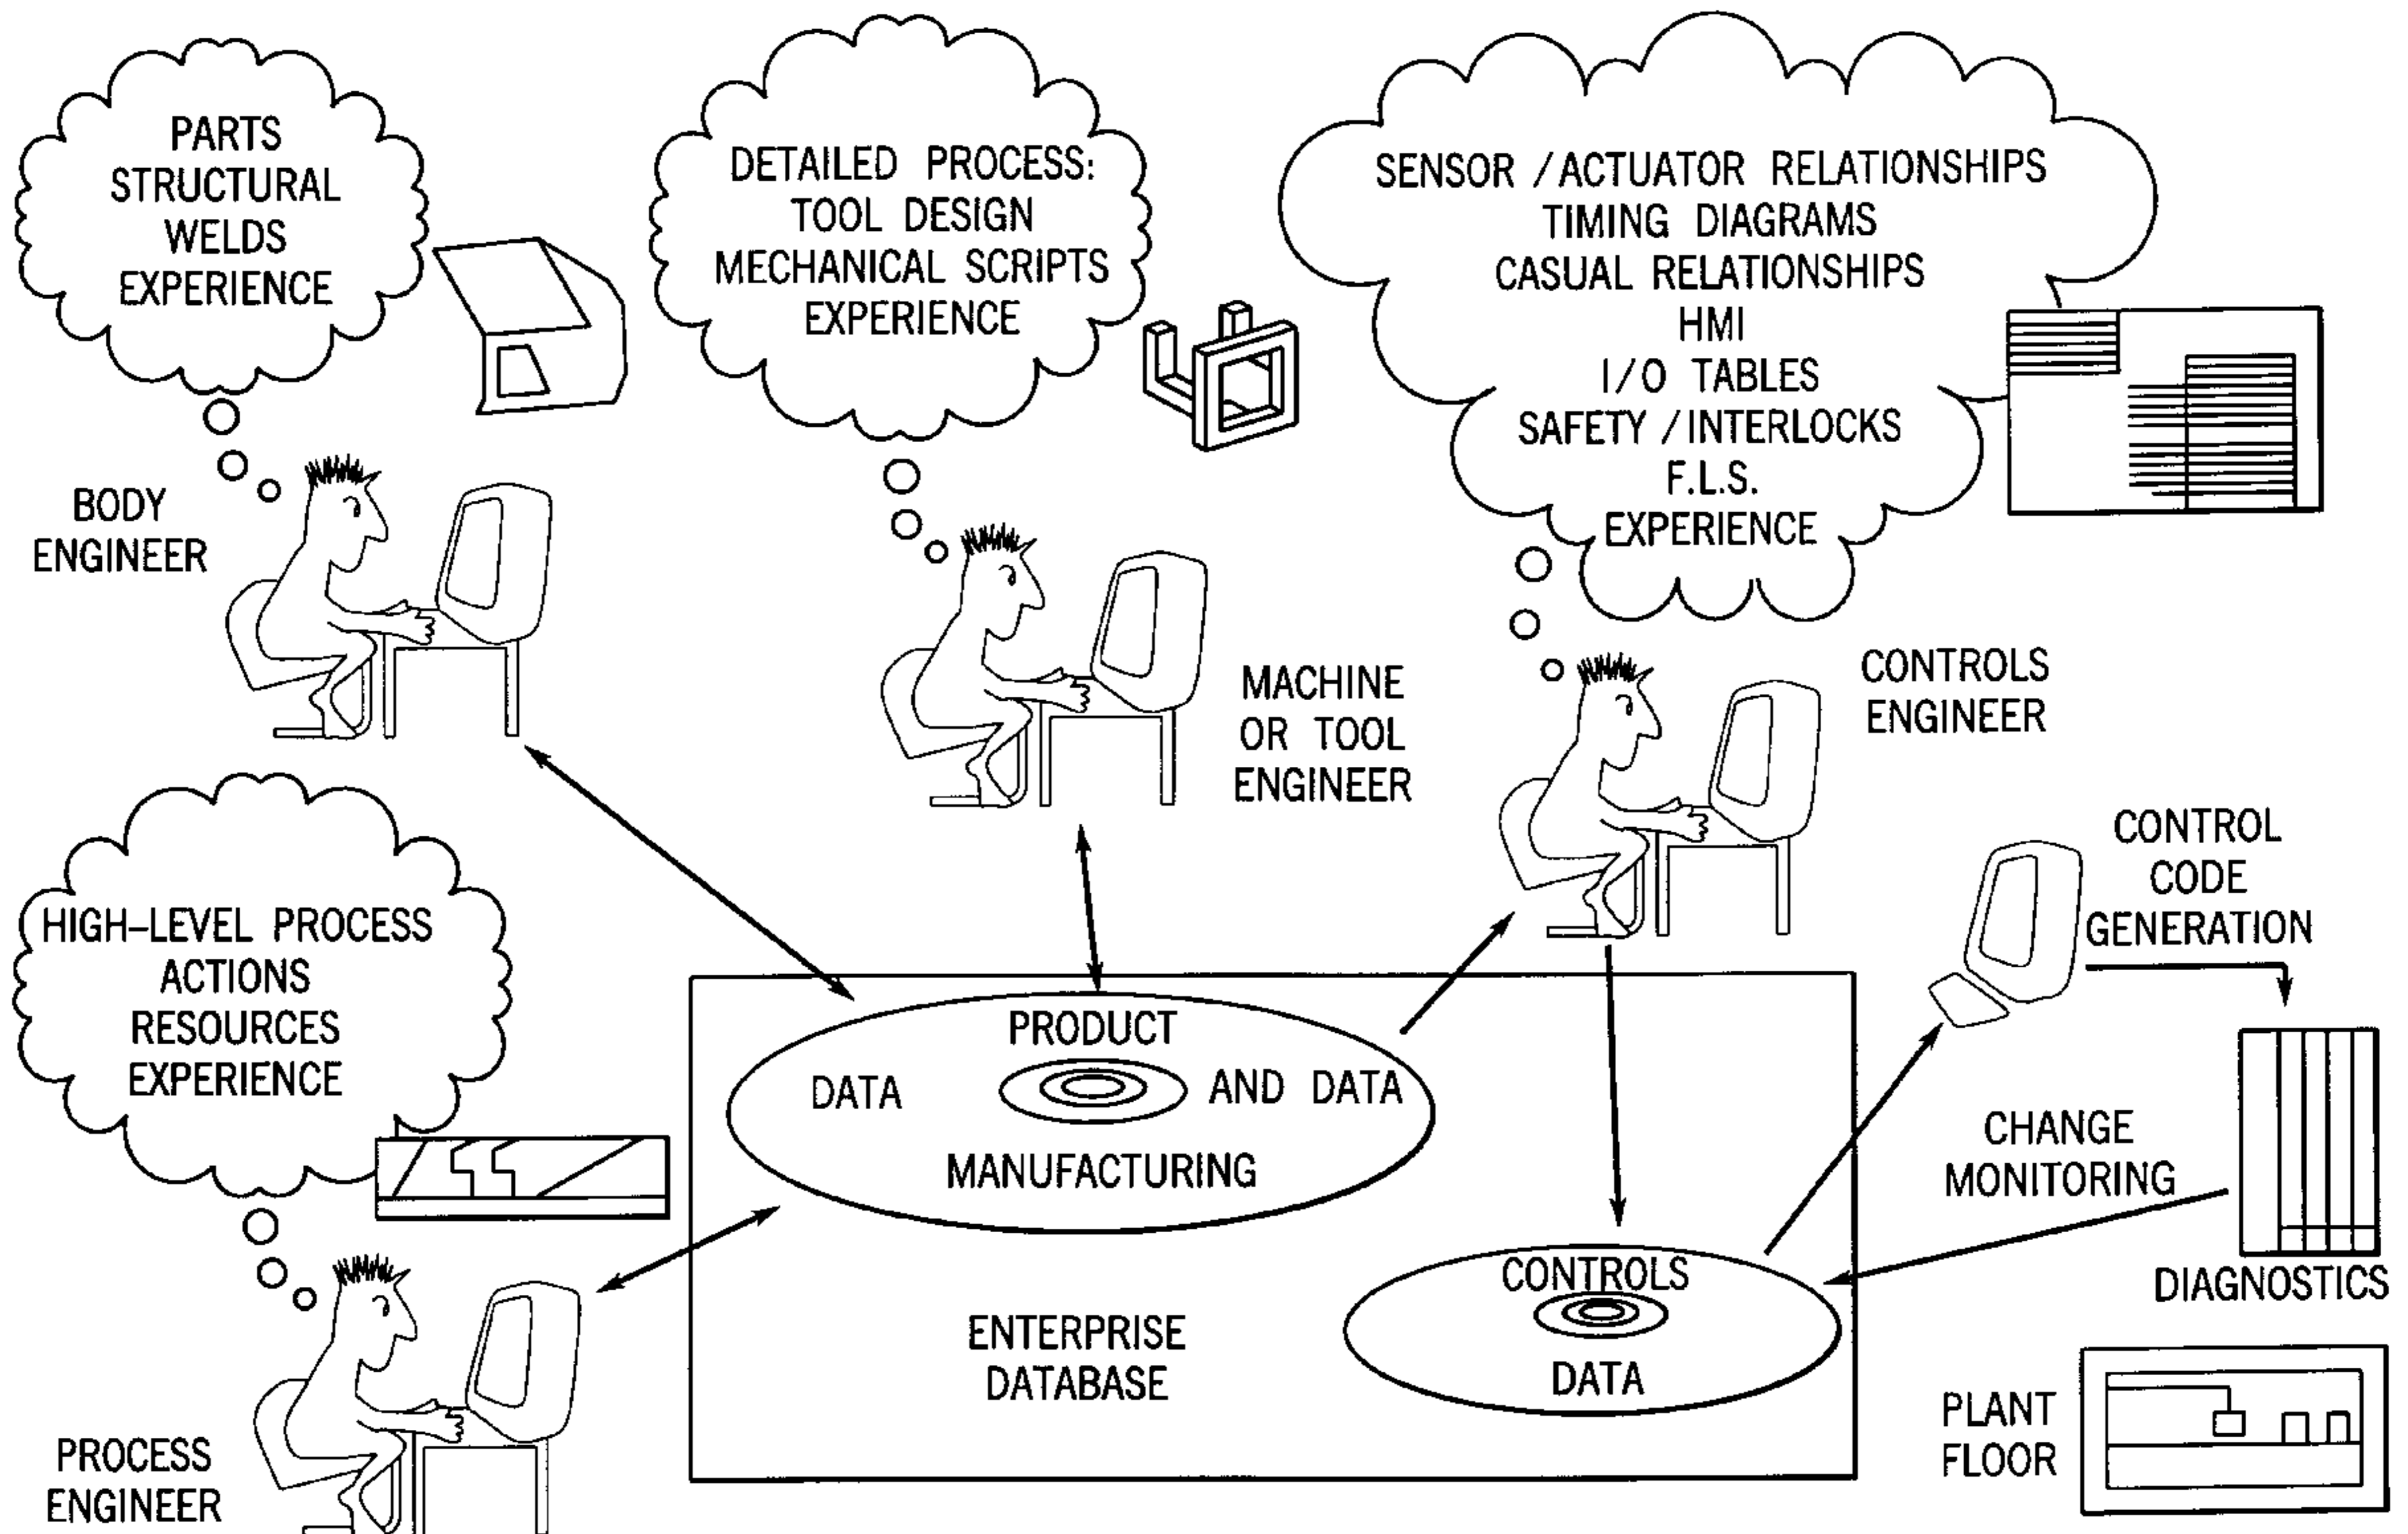 PARTS
STRUCTURAL
WELDS
EXPERIENCE
BODY
ENGINEER
DETAILED PROCESS:
TOOL DESIGN
MECHANICAL SCRIPTS
EXPERIENCE
MACHINE
OR TOOL
ENGINEER
SENSOR /ACTUATOR RELATIONSHIPS
TIMING DIAGRAMS
CASUAL RELATIONSHIPS
HMI
I/O TABLES
SAFETY /INTERLOCKS
F.L.S.
EXPERIENCE
CONTROLS
ENGINEER
HIGH-LEVEL PROCESS
ACTIONS
RESOURCES
EXPERIENCE
PROCESS
ENGINEER
PRODUCT
DATA AND DATA
MANUFACTURING
ENTERPRISE
DATABASE
CONTROLS
DATA
CONTROL
CODE
GENERATION
CHANGE
MONITORING
DIAGNOSTICS
PLANT
FLOOR